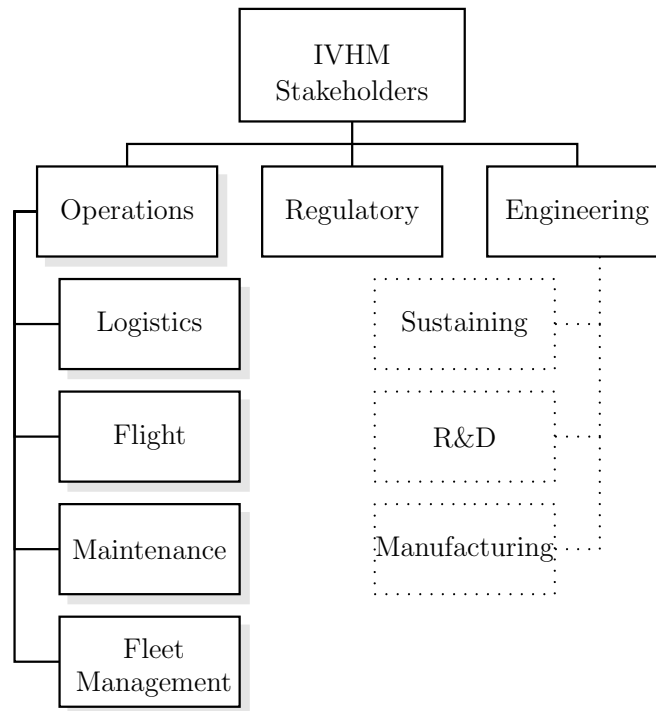 IVHM
Stakeholders
Operations
Regulatory
Engineering
Logistics
Sustaining
Flight
R&D
Maintenance
Manufacturing
Fleet
Management